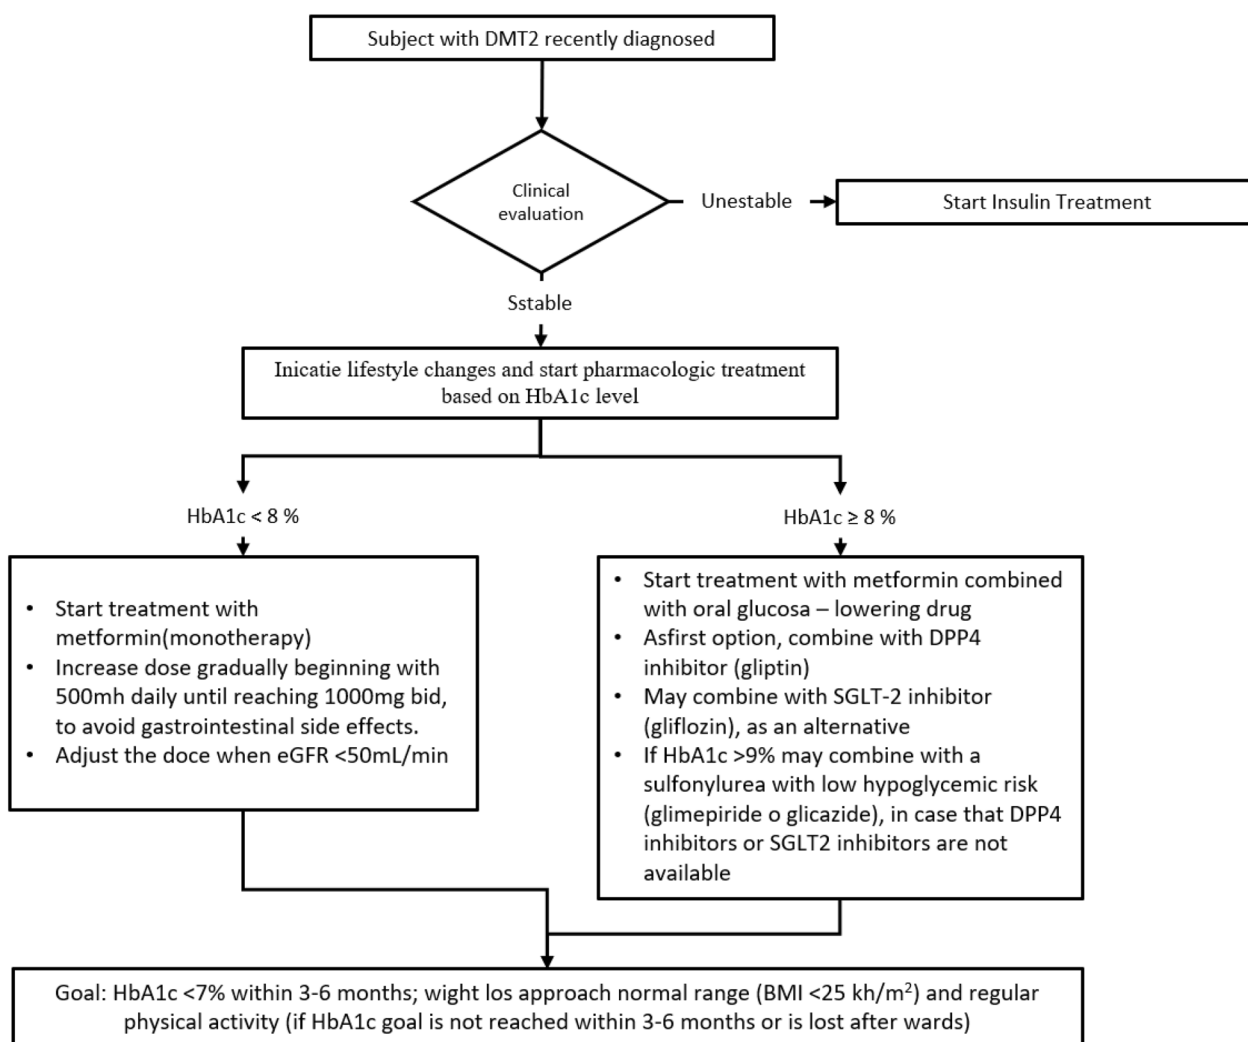 Subject with DMT2 recently diagnosed
Clinical
evaluation
Unestable
Start Insulin Treatment
Sstable
Inicatie lifestyle changes and start pharmacologic treatment
based on HbA1c level
HbA1c < 8 %
HbA1c ≥ 8 %
• Start treatment with
metformin(monotherapy)
• Increase dose gradually beginning with
500mh daily until reaching 1000mg bid,
to avoid gastrointestinal side effects.
• Adjust the doce when eGFR <50mL/min
• Start treatment with metformin combined
with oral glucosa – lowering drug
• Asfirst option, combine with DPP4
inhibitor (gliptin)
• May combine with SGLT-2 inhibitor
(gliflozin), as an alternative
• If HbA1c >9% may combine with a
sulfonylurea with low hypoglycemic risk
(glimepiride o glicazide), in case that DPP4
inhibitors or SGLT2 inhibitors are not
available
Goal: HbA1c <7% within 3-6 months; wight los approach normal range (BMI <25 kh/m²) and regular
physical activity (if HbA1c goal is not reached within 3-6 months or is lost after wards)